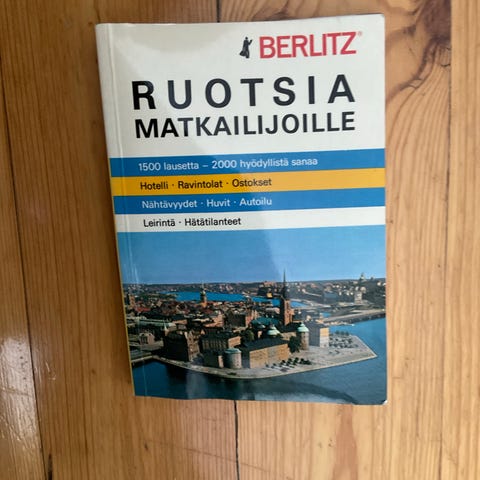 BERLITZ®
RUOTSIA
MATKAILIJOILLE
1500 lausetta – 2000 hyödyllistä sanaa
Hotelli · Ravintolat · Ostokset
Nähtävyydet · Huvit · Autoilu
Leirintä · Hätätilanteet